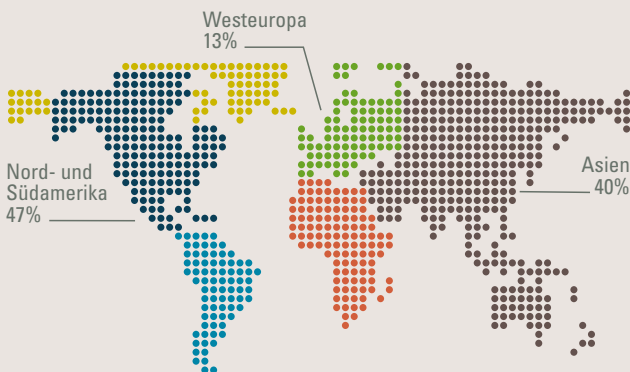 Westeuropa
13%
Nord- und
Südamerika
47%
Asien
40%